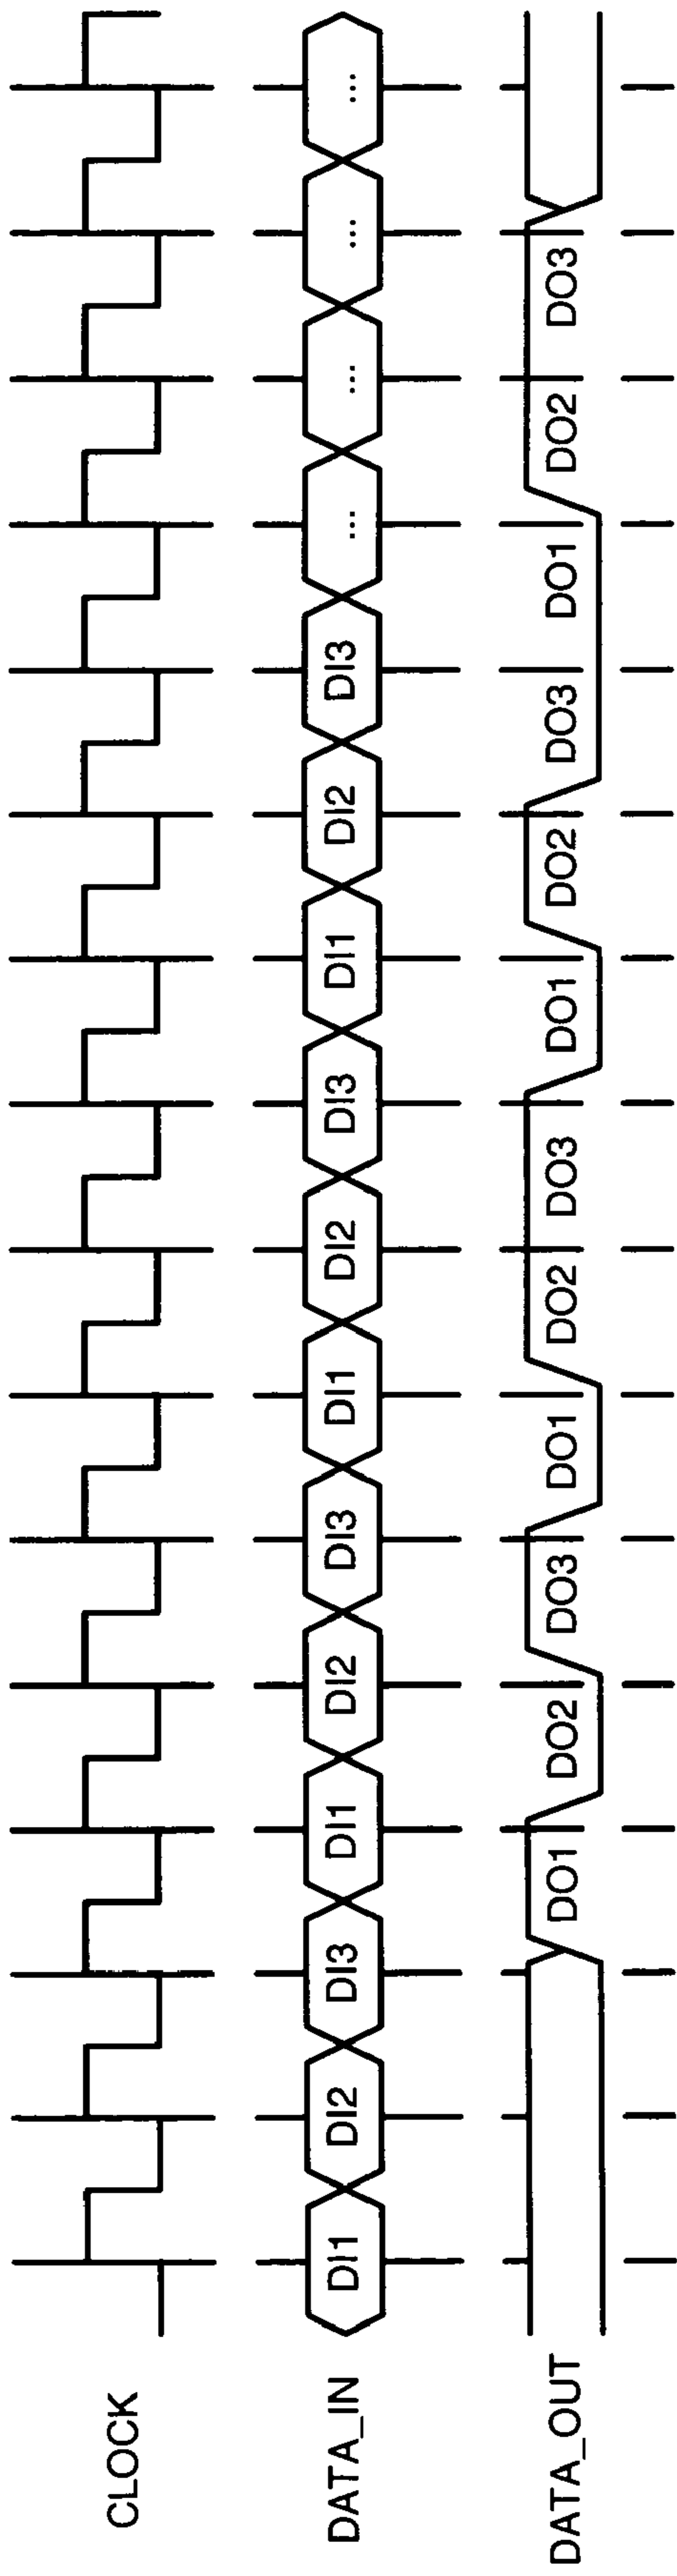 CLOCK
DATA_IN DI1 DI2 DI3 DI1 DI2 DI3 DI1 DI2 DI3 DI1 DI2 DI3 ... ... ... ...
DATA_OUT DO1 DO2 DO3 DO1 DO2 DO3 DO1 DO2 DO3 DO1 DO2 DO3